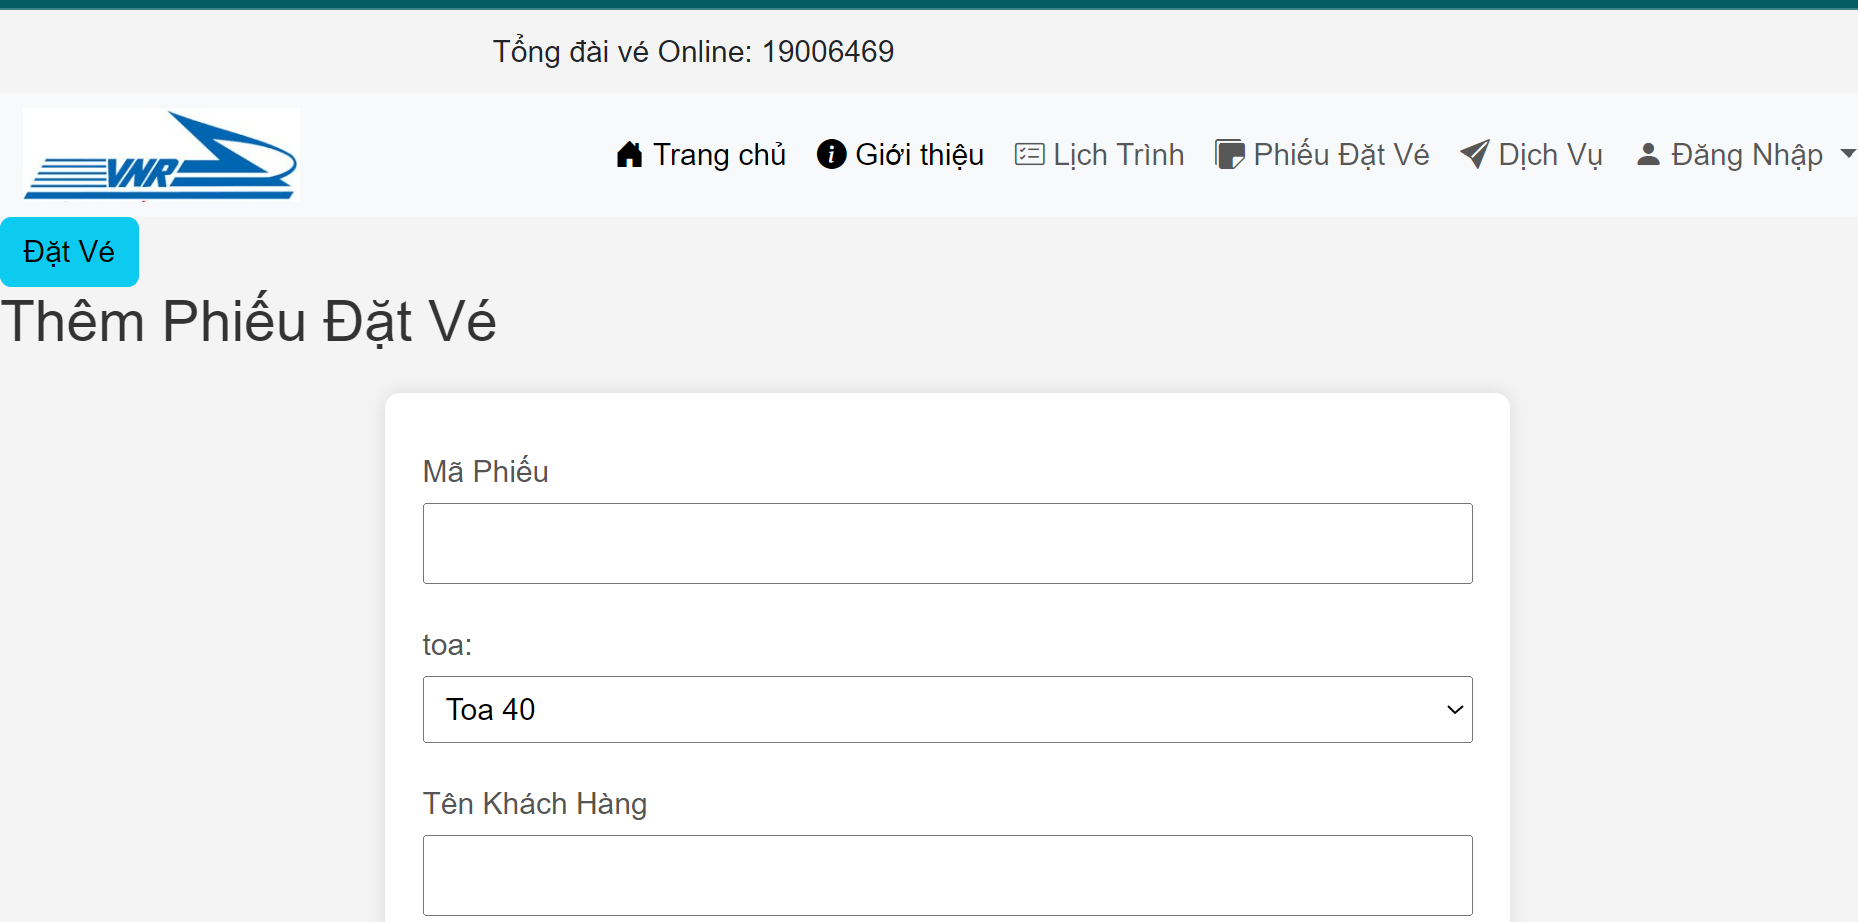 Tổng đài vé Online: 19006469
VNR
Trang chủ Giới thiệu Lịch Trình Phiếu Đặt Vé Dịch Vụ Đăng Nhập
Đặt Vé
Thêm Phiếu Đặt Vé
Mã Phiếu
toa:
Toa 40
Tên Khách Hàng